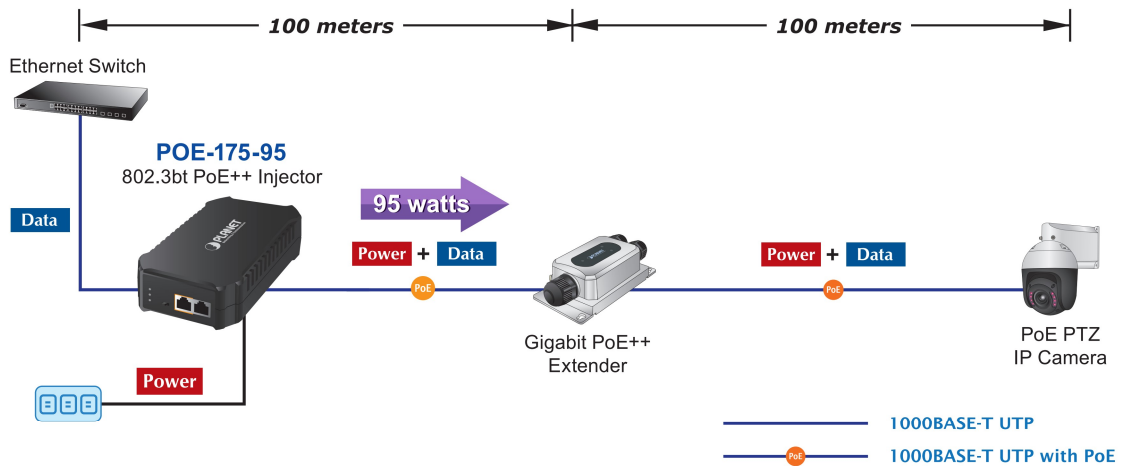 100 meters
100 meters
Ethernet Switch
POE-175-95
802.3bt PoE++ Injector
95 watts
Data
PLANET
Power + Data
Power + Data
PoE
PoE
Gigabit PoE++
Extender
PoE PTZ
IP Camera
Power
1000BASE-T UTP
PoE
1000BASE-T UTP with PoE